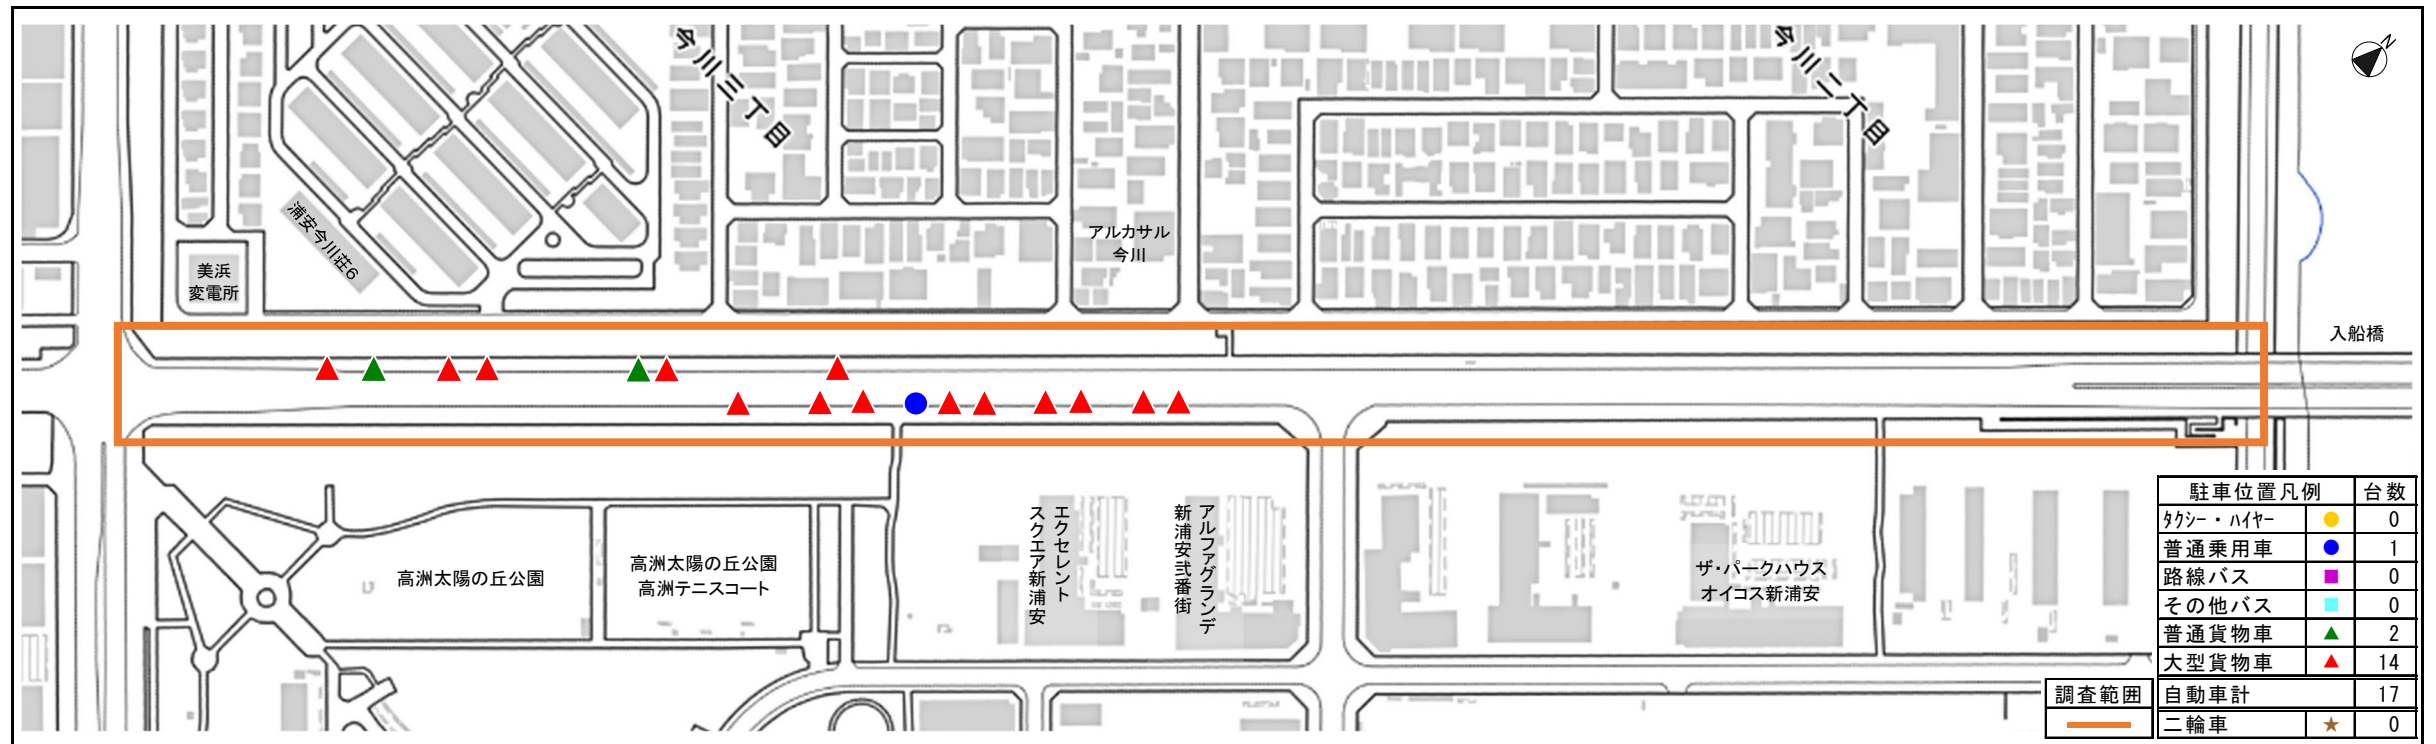 N
今川三丁目
今川二丁目
浦安今川荘6
アルカサル
今川
美浜
変電所
入船橋
高洲太陽の丘公園
高洲太陽の丘公園
高洲テニスコート
エクセレント
スクエア新浦安
アルファグランデ
新浦安弐番街
ザ・パークハウス
オイコス新浦安
駐車位置凡例 台数
ﾀｸｼｰ・ﾊｲﾔｰ ● 0
普通乗用車 ● 1
路線バス ■ 0
その他バス ■ 0
普通貨物車 ▲ 2
大型貨物車 ▲ 14
自動車計 17
二輪車 ★ 0
調査範囲